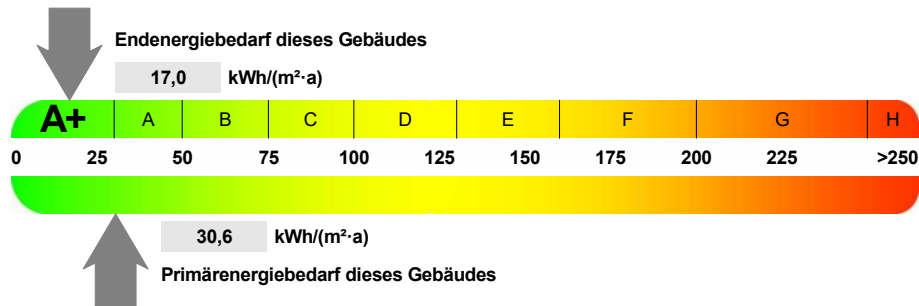 Endenergiebedarf dieses Gebäudes
17,0 kWh/(m²·a)
A+ A B C D E F G H
0 25 50 75 100 125 150 175 200 225 >250
30,6 kWh/(m²·a)
Primärenergiebedarf dieses Gebäudes